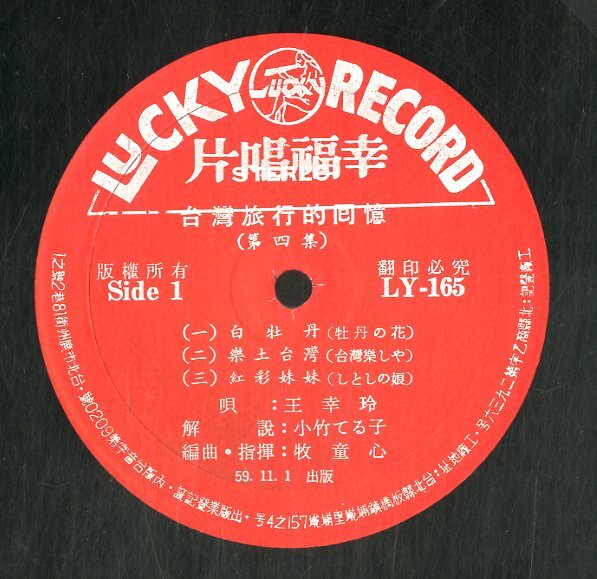 LUCKY RECORD
LUCKY
片唱福幸
STEREO
台灣旅行的回憶
(第四集)
版權所有
Side 1
翻印必究
LY-165
(一) 白牡丹 (牡丹の花)
(二) 樂土台灣 (台灣樂しや)
(三) 紅彩妹妹 (しとしの娘)
唄:王幸玲
解說:小竹てる子
編曲・指揮:牧童心
59. 11. 1 出版